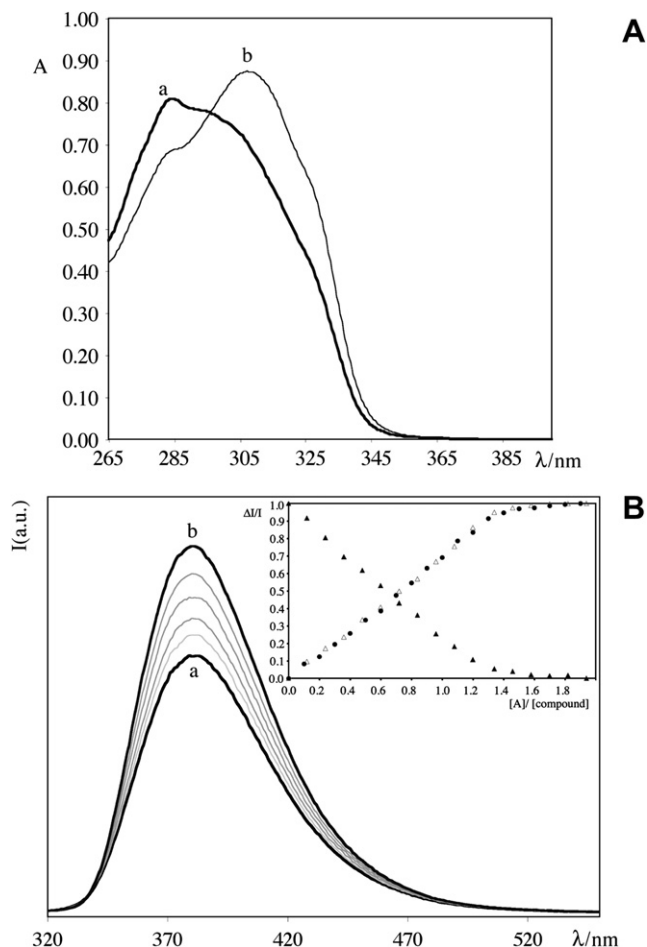 A
1.00
A
b
0.90
a
0.80
0.70
0.60
0.50
0.40
0.30
0.20
0.10
0.00
265 285 305 325 345 365 385 λ/nm
B
I(a.u.)
b
a
ΔI/I
1.0
0.9
0.8
0.7
0.6
0.5
0.4
0.3
0.2
0.1
0.0
0.0 0.2 0.4 0.6 0.8 1.0 1.2 1.4 1.6 1.8
[A]/ [compound]
320 370 420 470 520 λ/nm